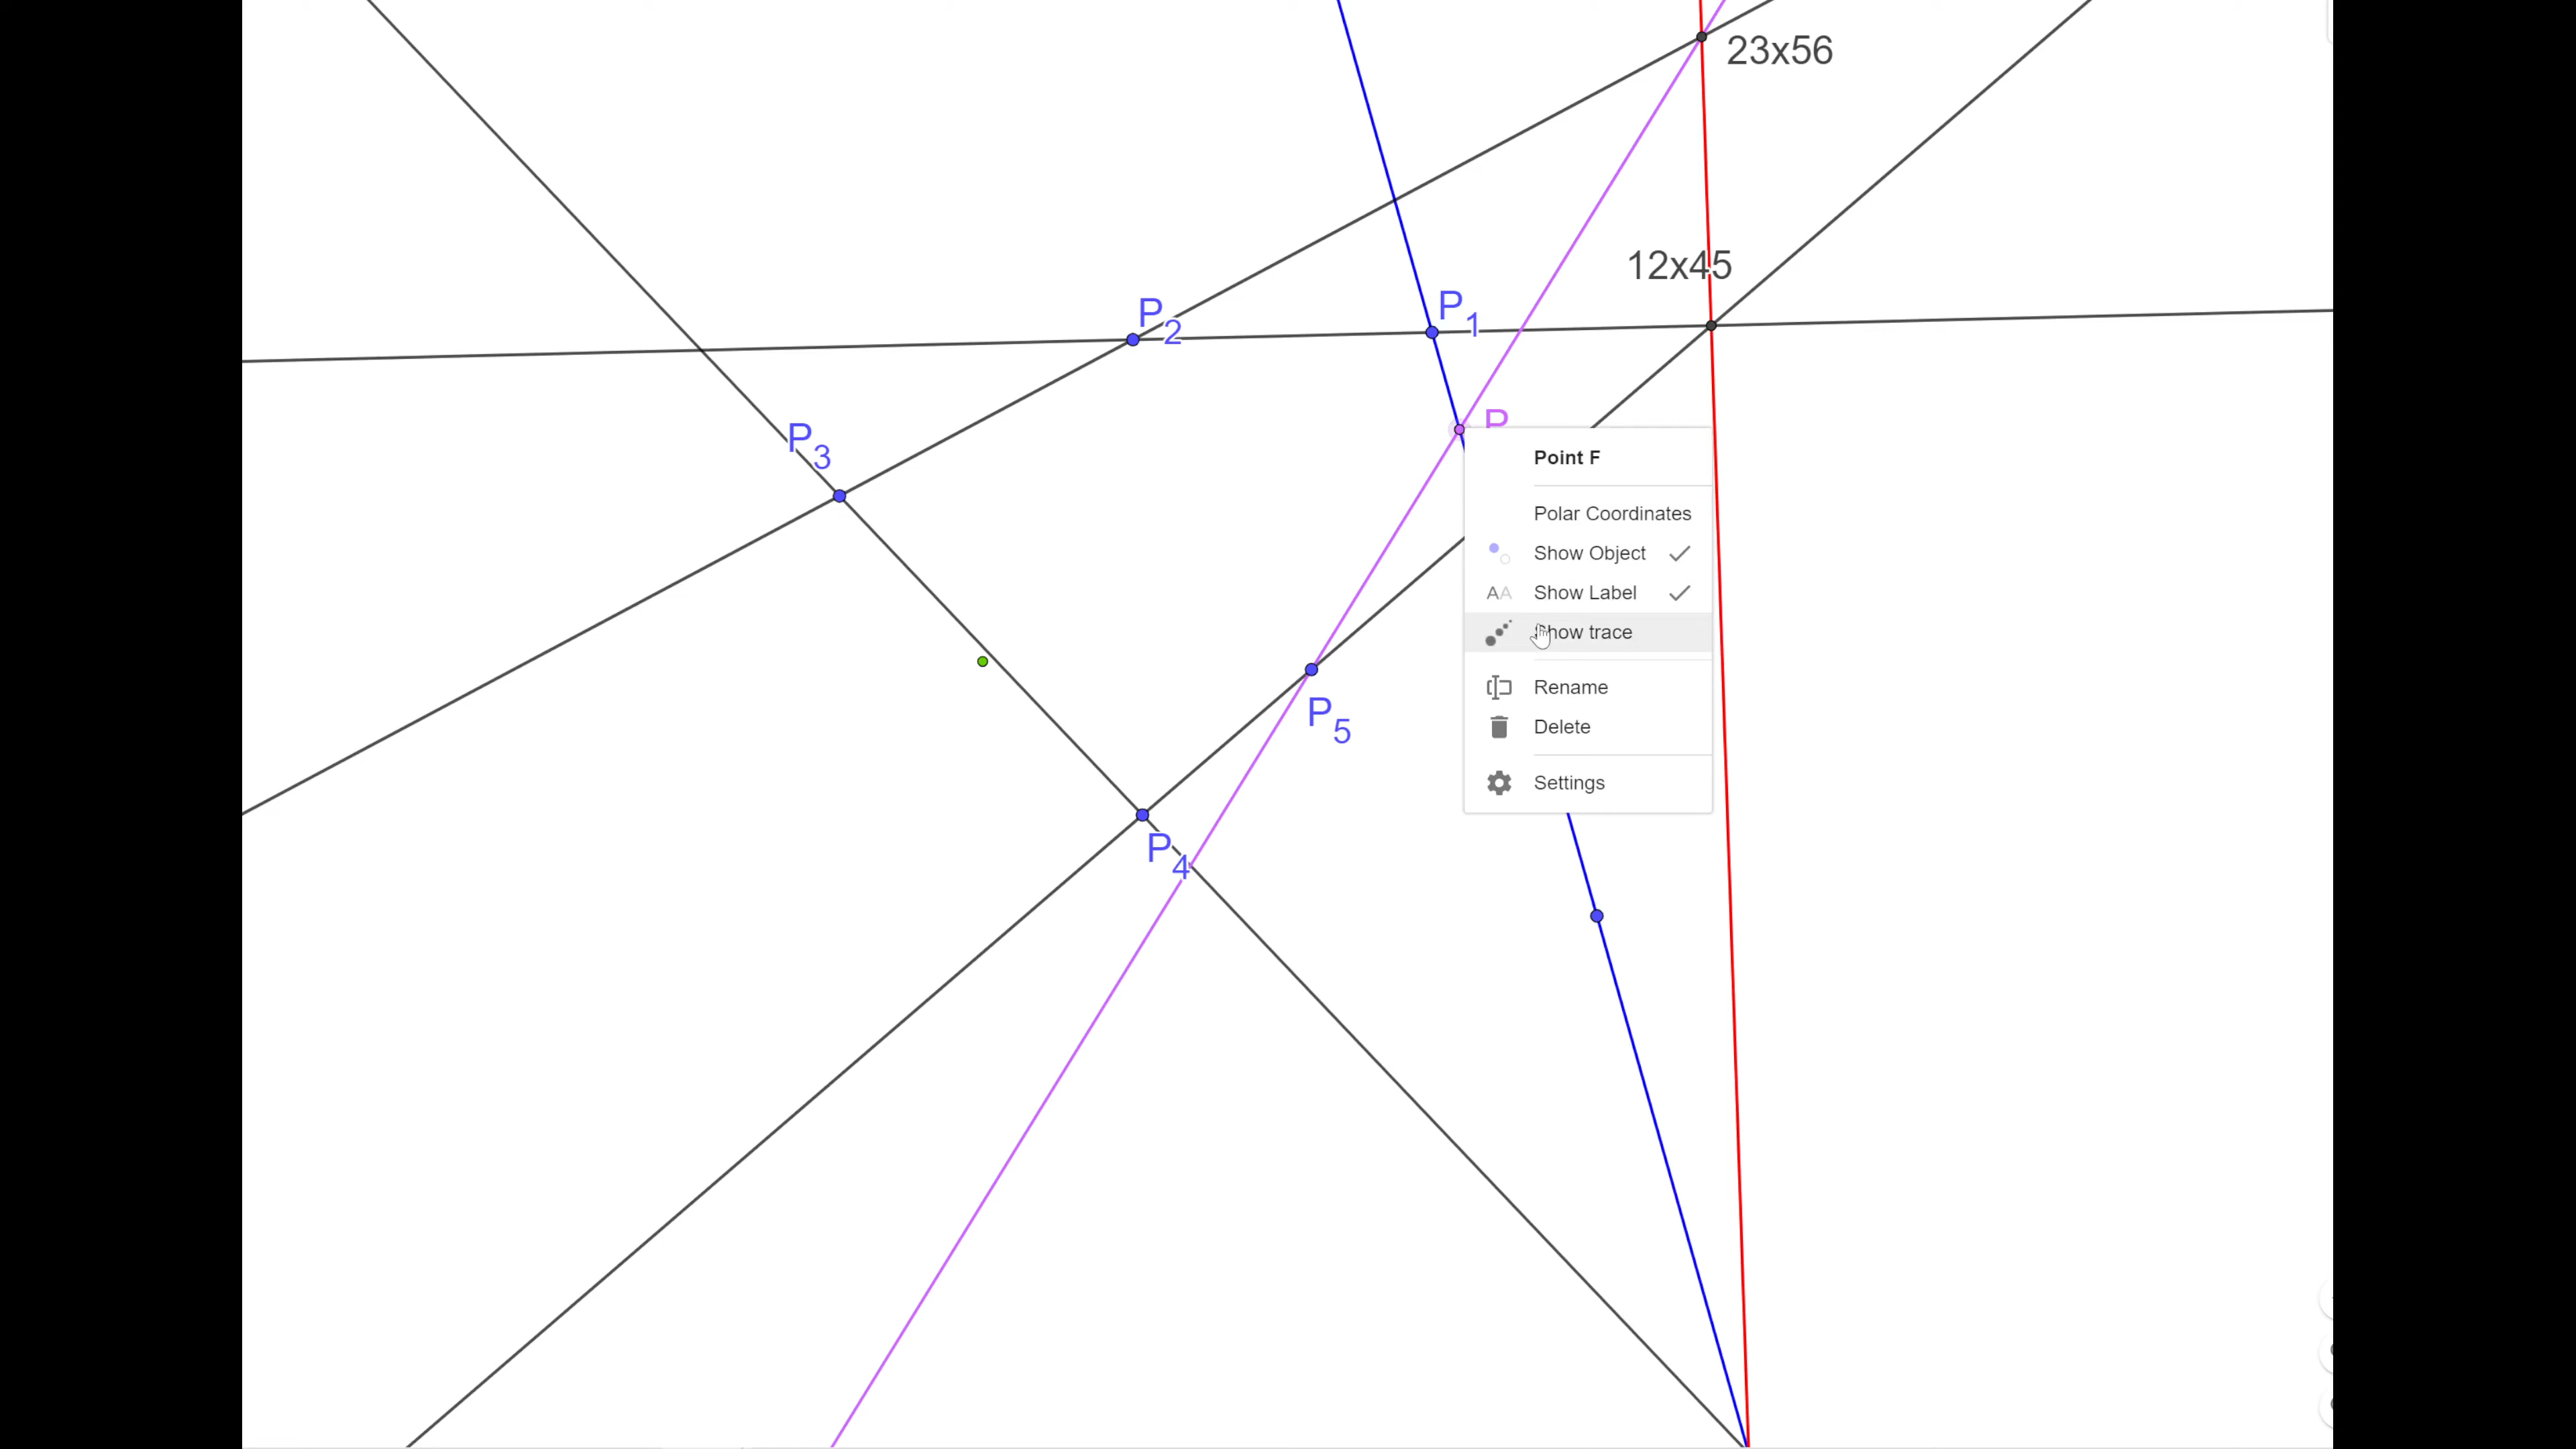 23x56
12x45
P1
P2
P
P3
Point F
Polar Coordinates
Show Object
AA Show Label
Show trace
Rename
P5
Delete
Settings
P4